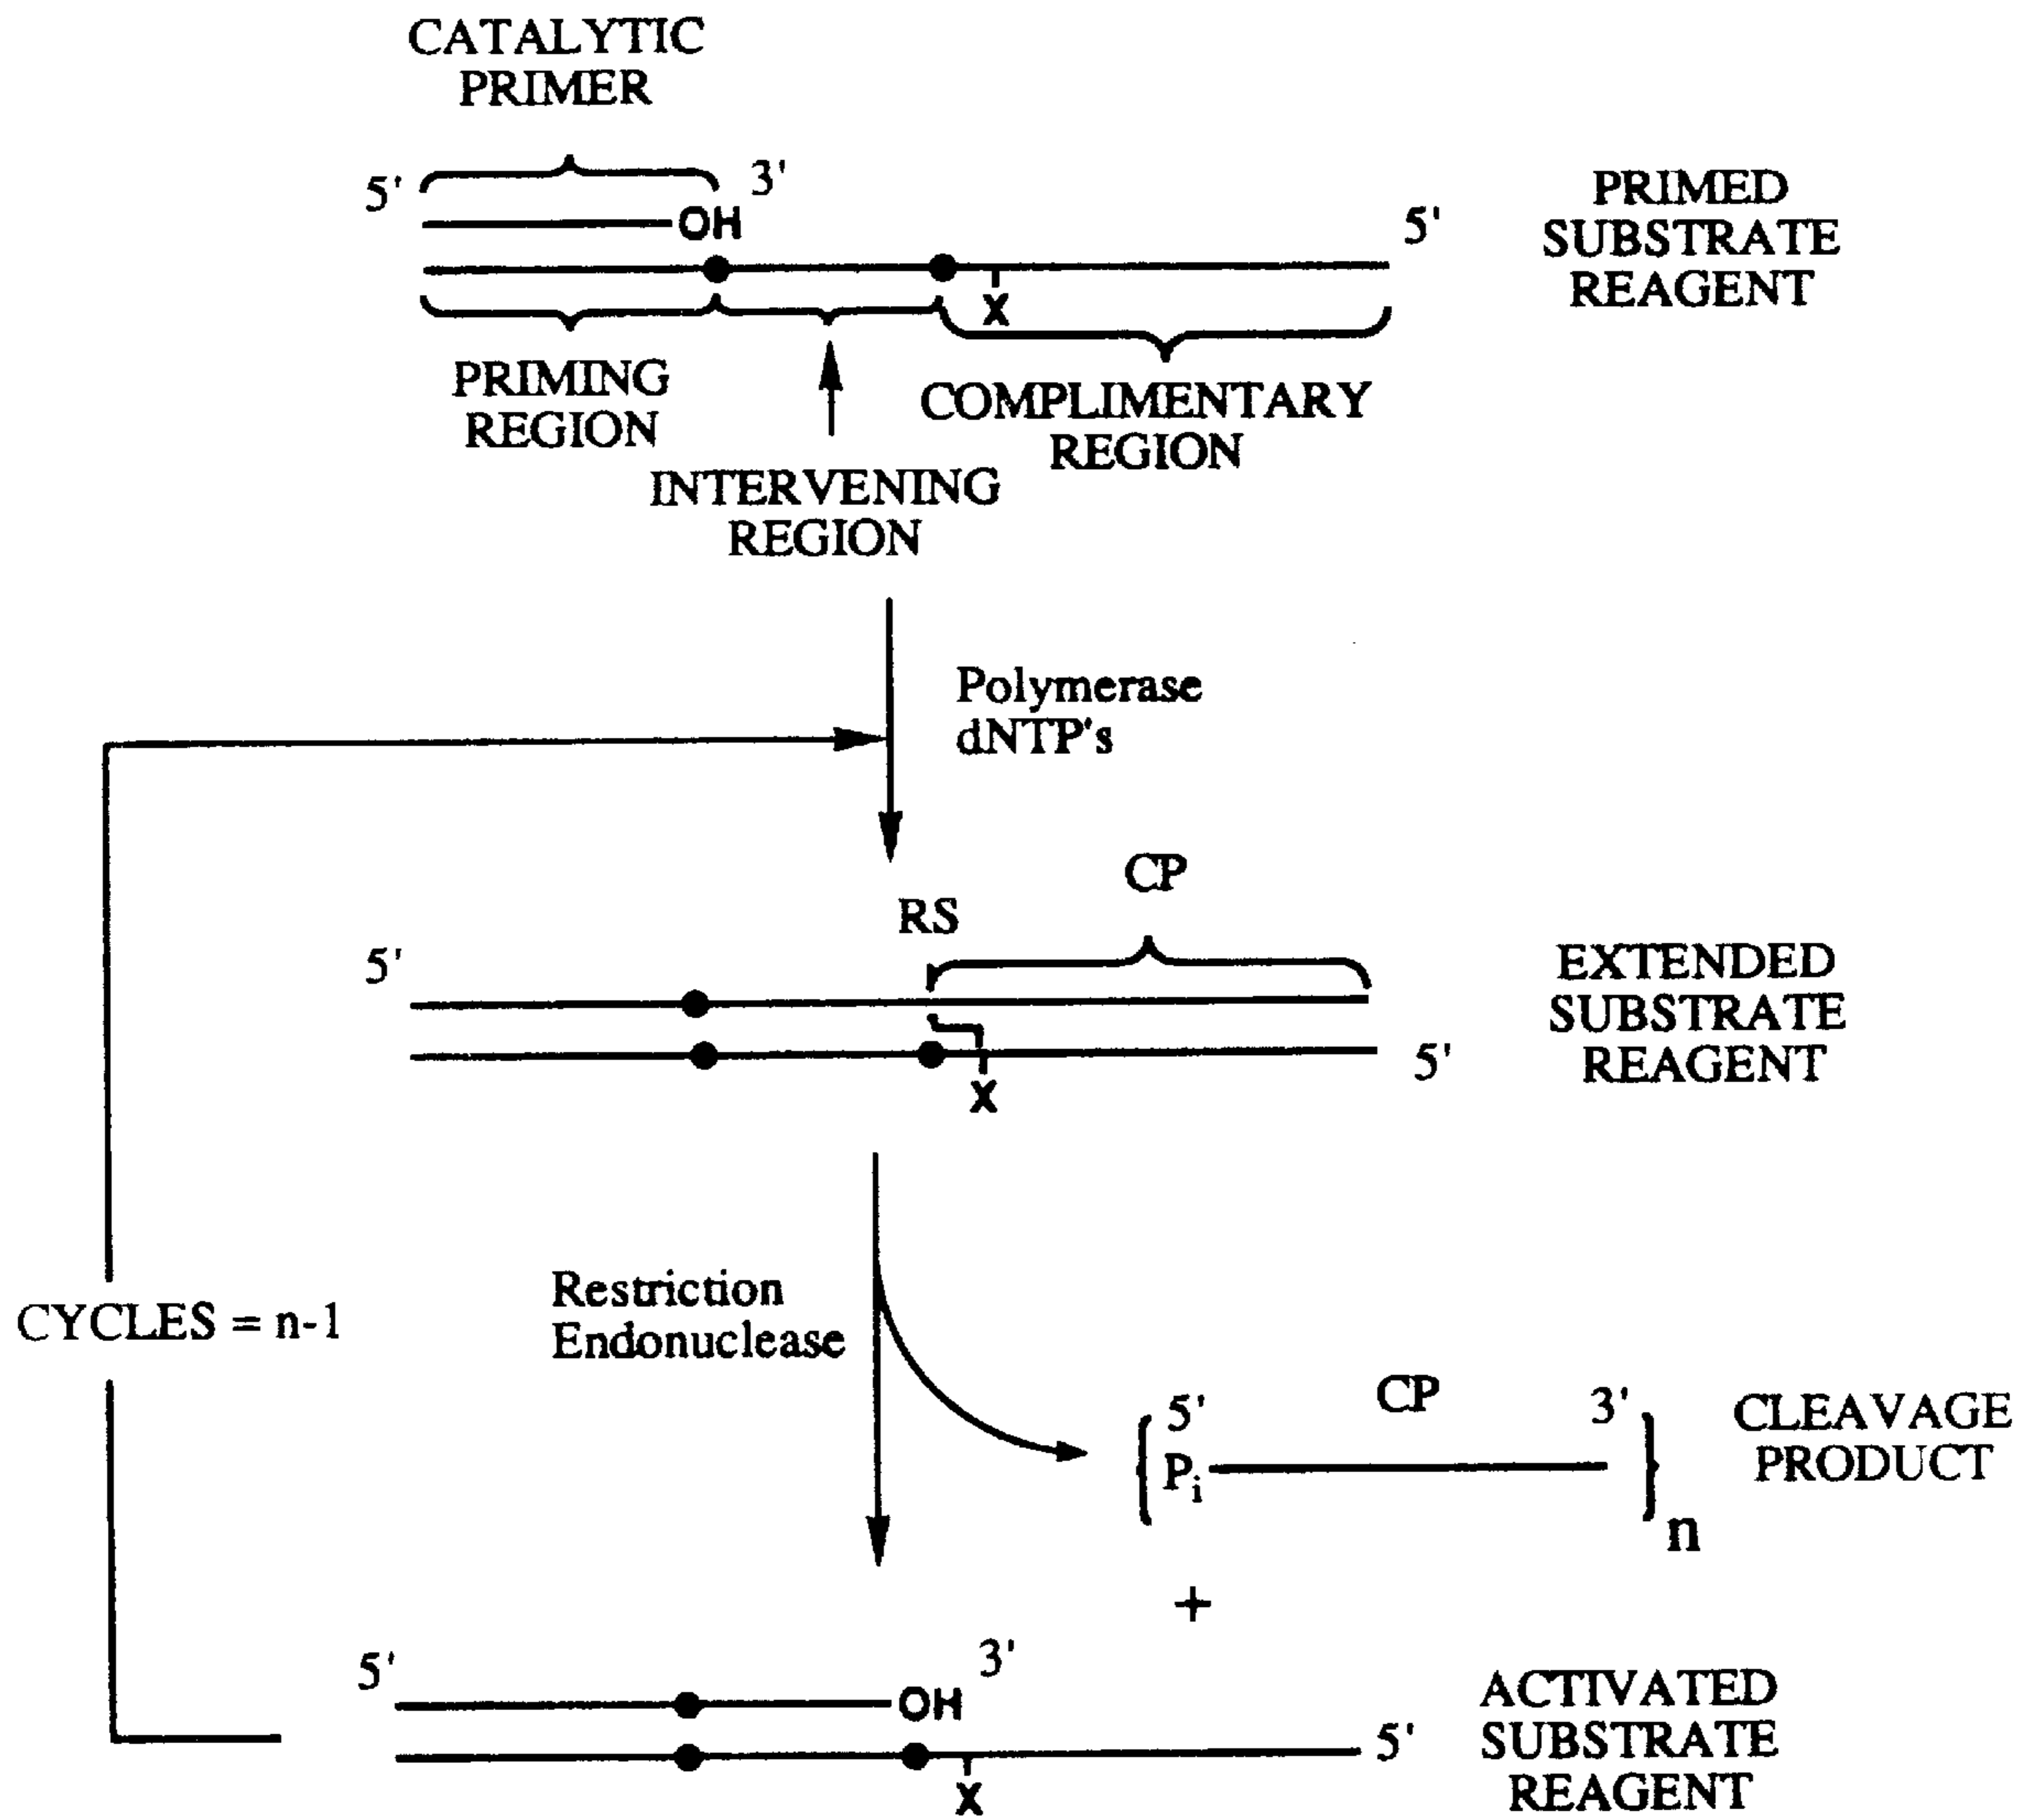 CATALYTIC
PRIMER
5' 3'
OH
5'
PRIMED
SUBSTRATE
REAGENT
X
PRIMING
REGION
COMPLIMENTARY
REGION
INTERVENING
REGION
Polymerase
dNTP's
CP
RS
5'
EXTENDED
SUBSTRATE
REAGENT
5'
X
Restriction
Endonuclease
CYCLES = n-1
5' CP 3'
{ Pi }n
CLEAVAGE
PRODUCT
+
5' 3'
OH
5'
ACTIVATED
SUBSTRATE
REAGENT
X